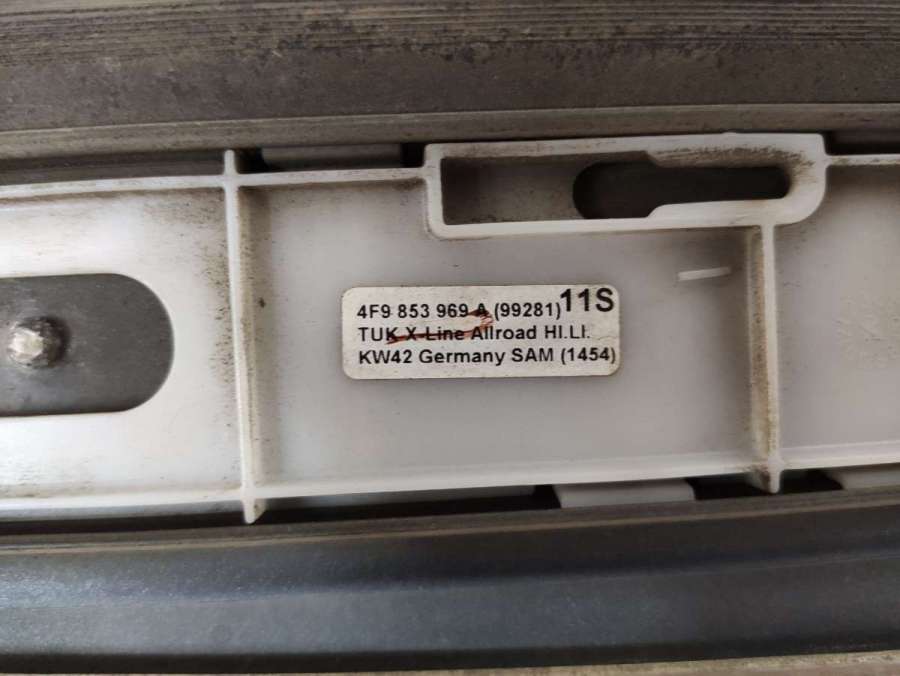 4F9 853 969 A (99281) 11S
TUK X-Line Allroad HI.LI.
KW42 Germany SAM (1454)